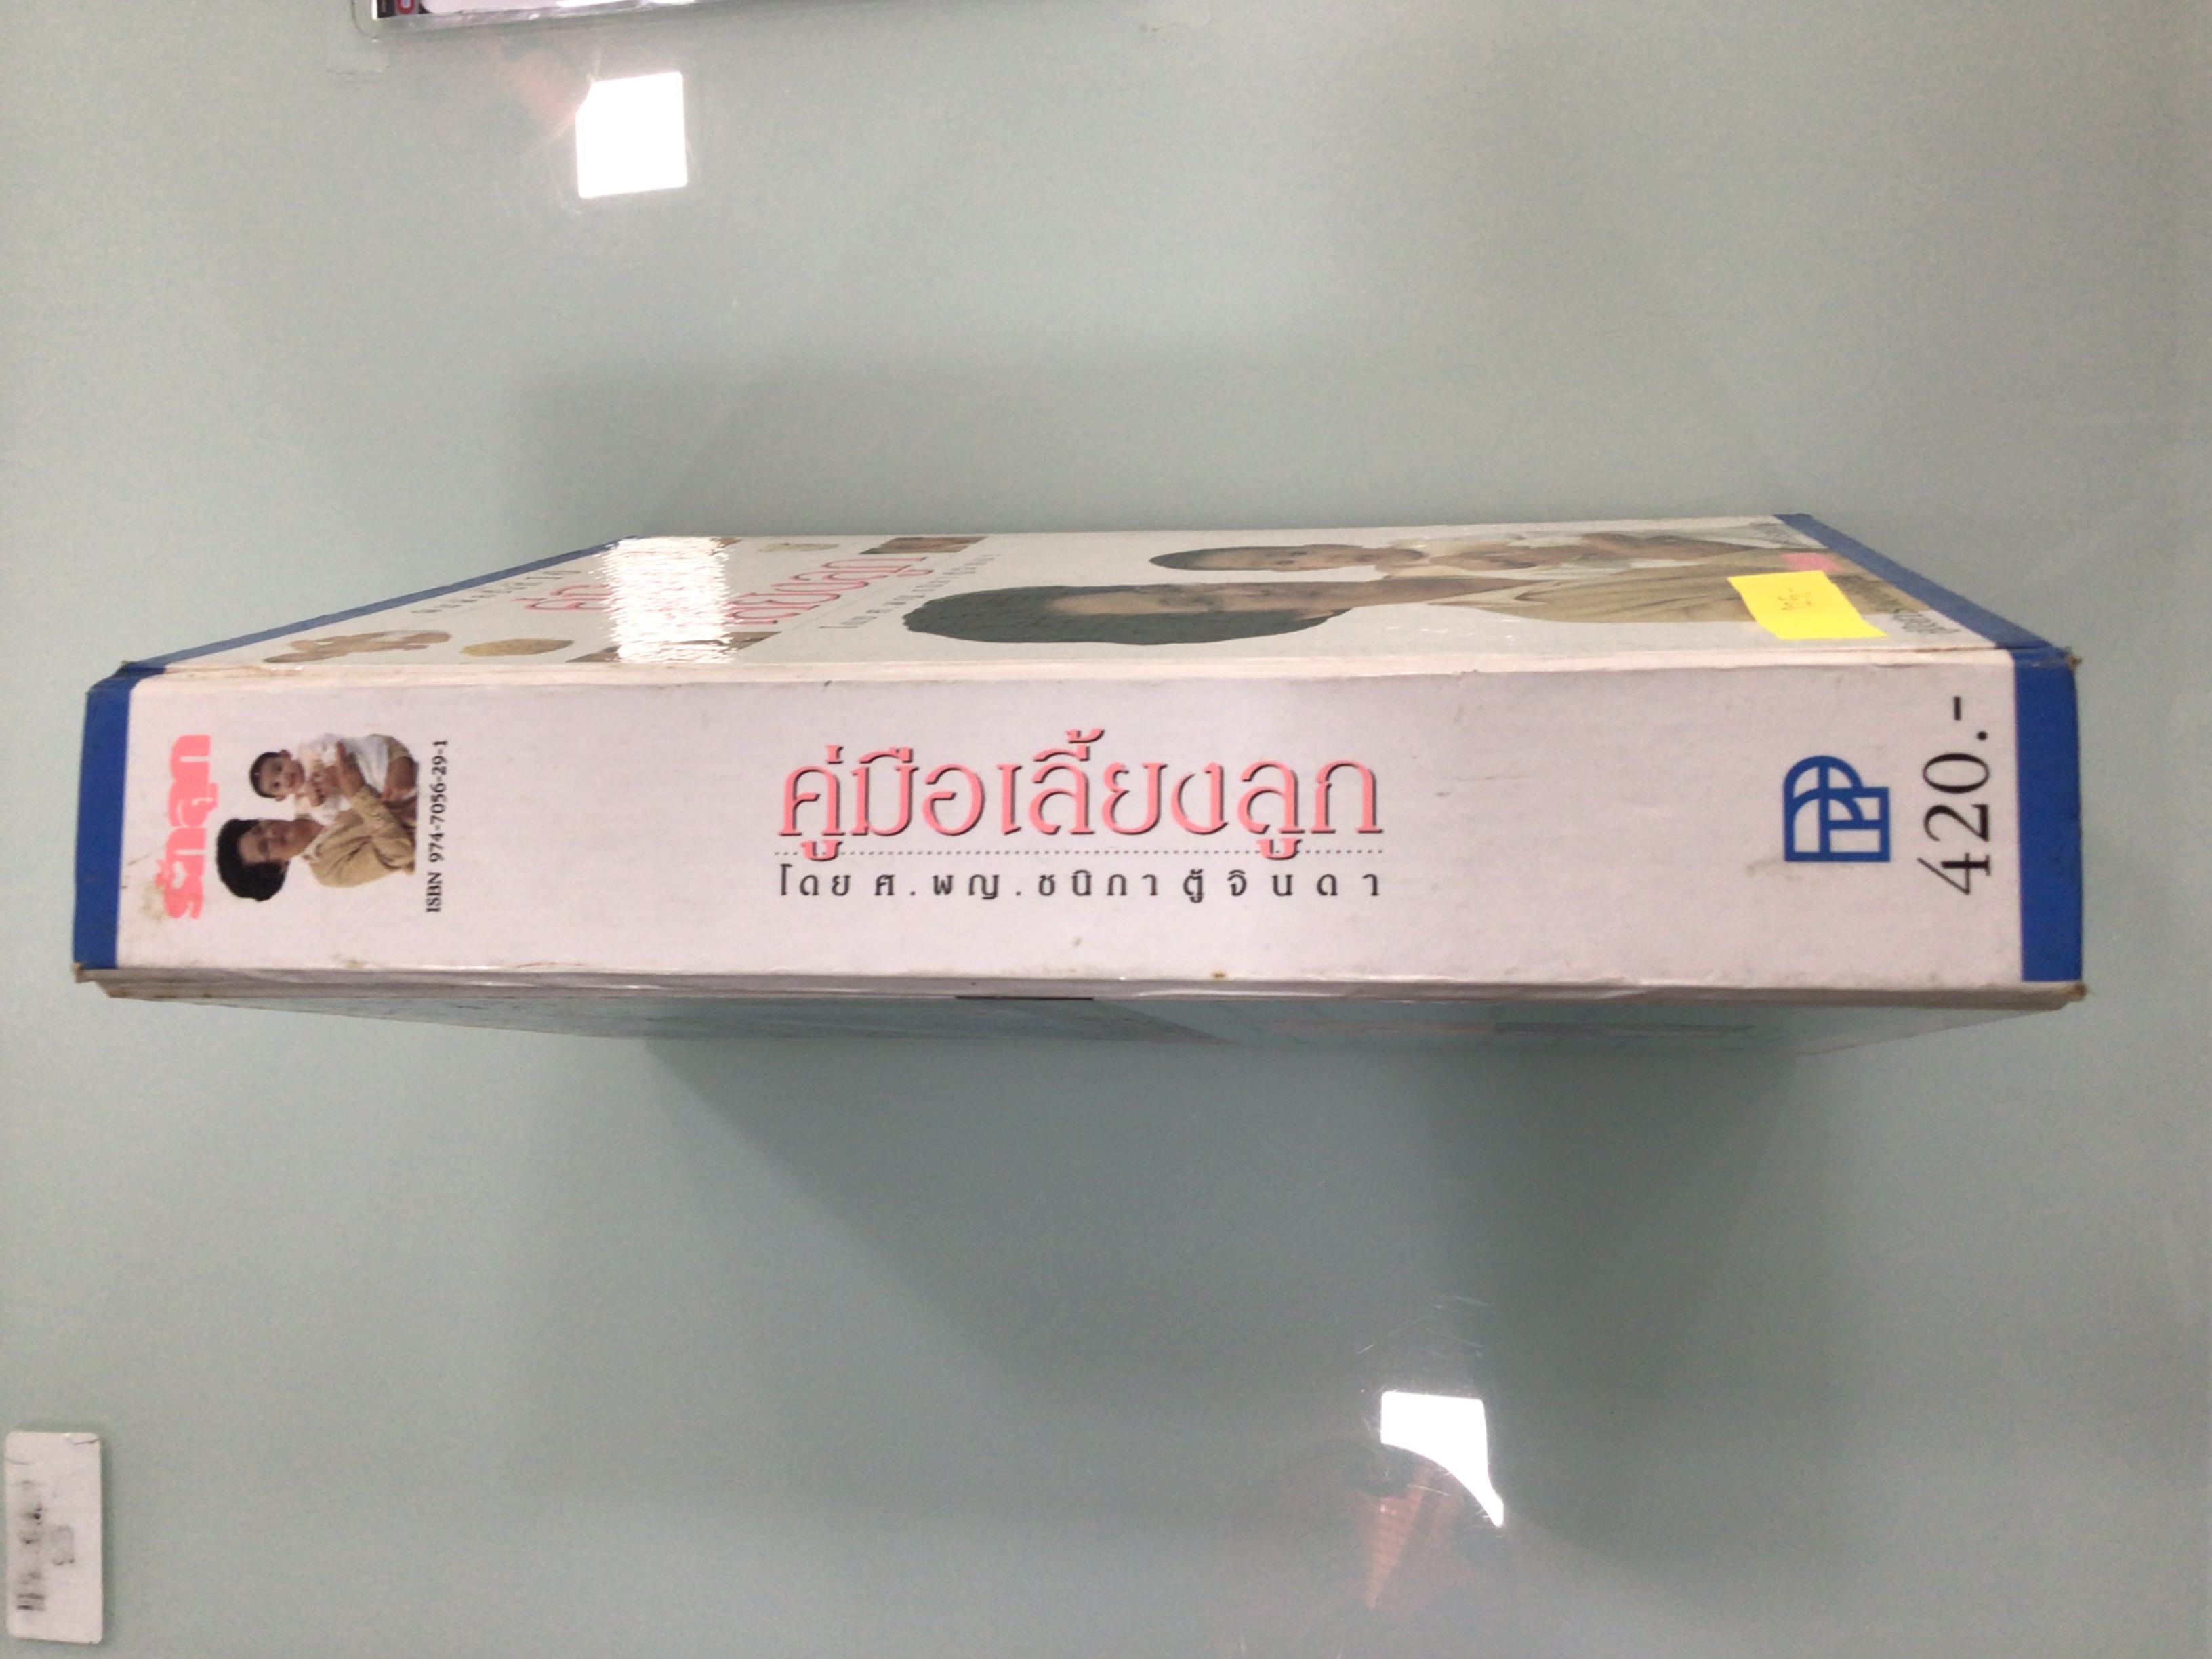 รักลูก
ISBN 974-7056-29-1
คู่มือเลี้ยงลูก
โดย ศ.พญ.ชนิกา ตู้จินดา
420.-